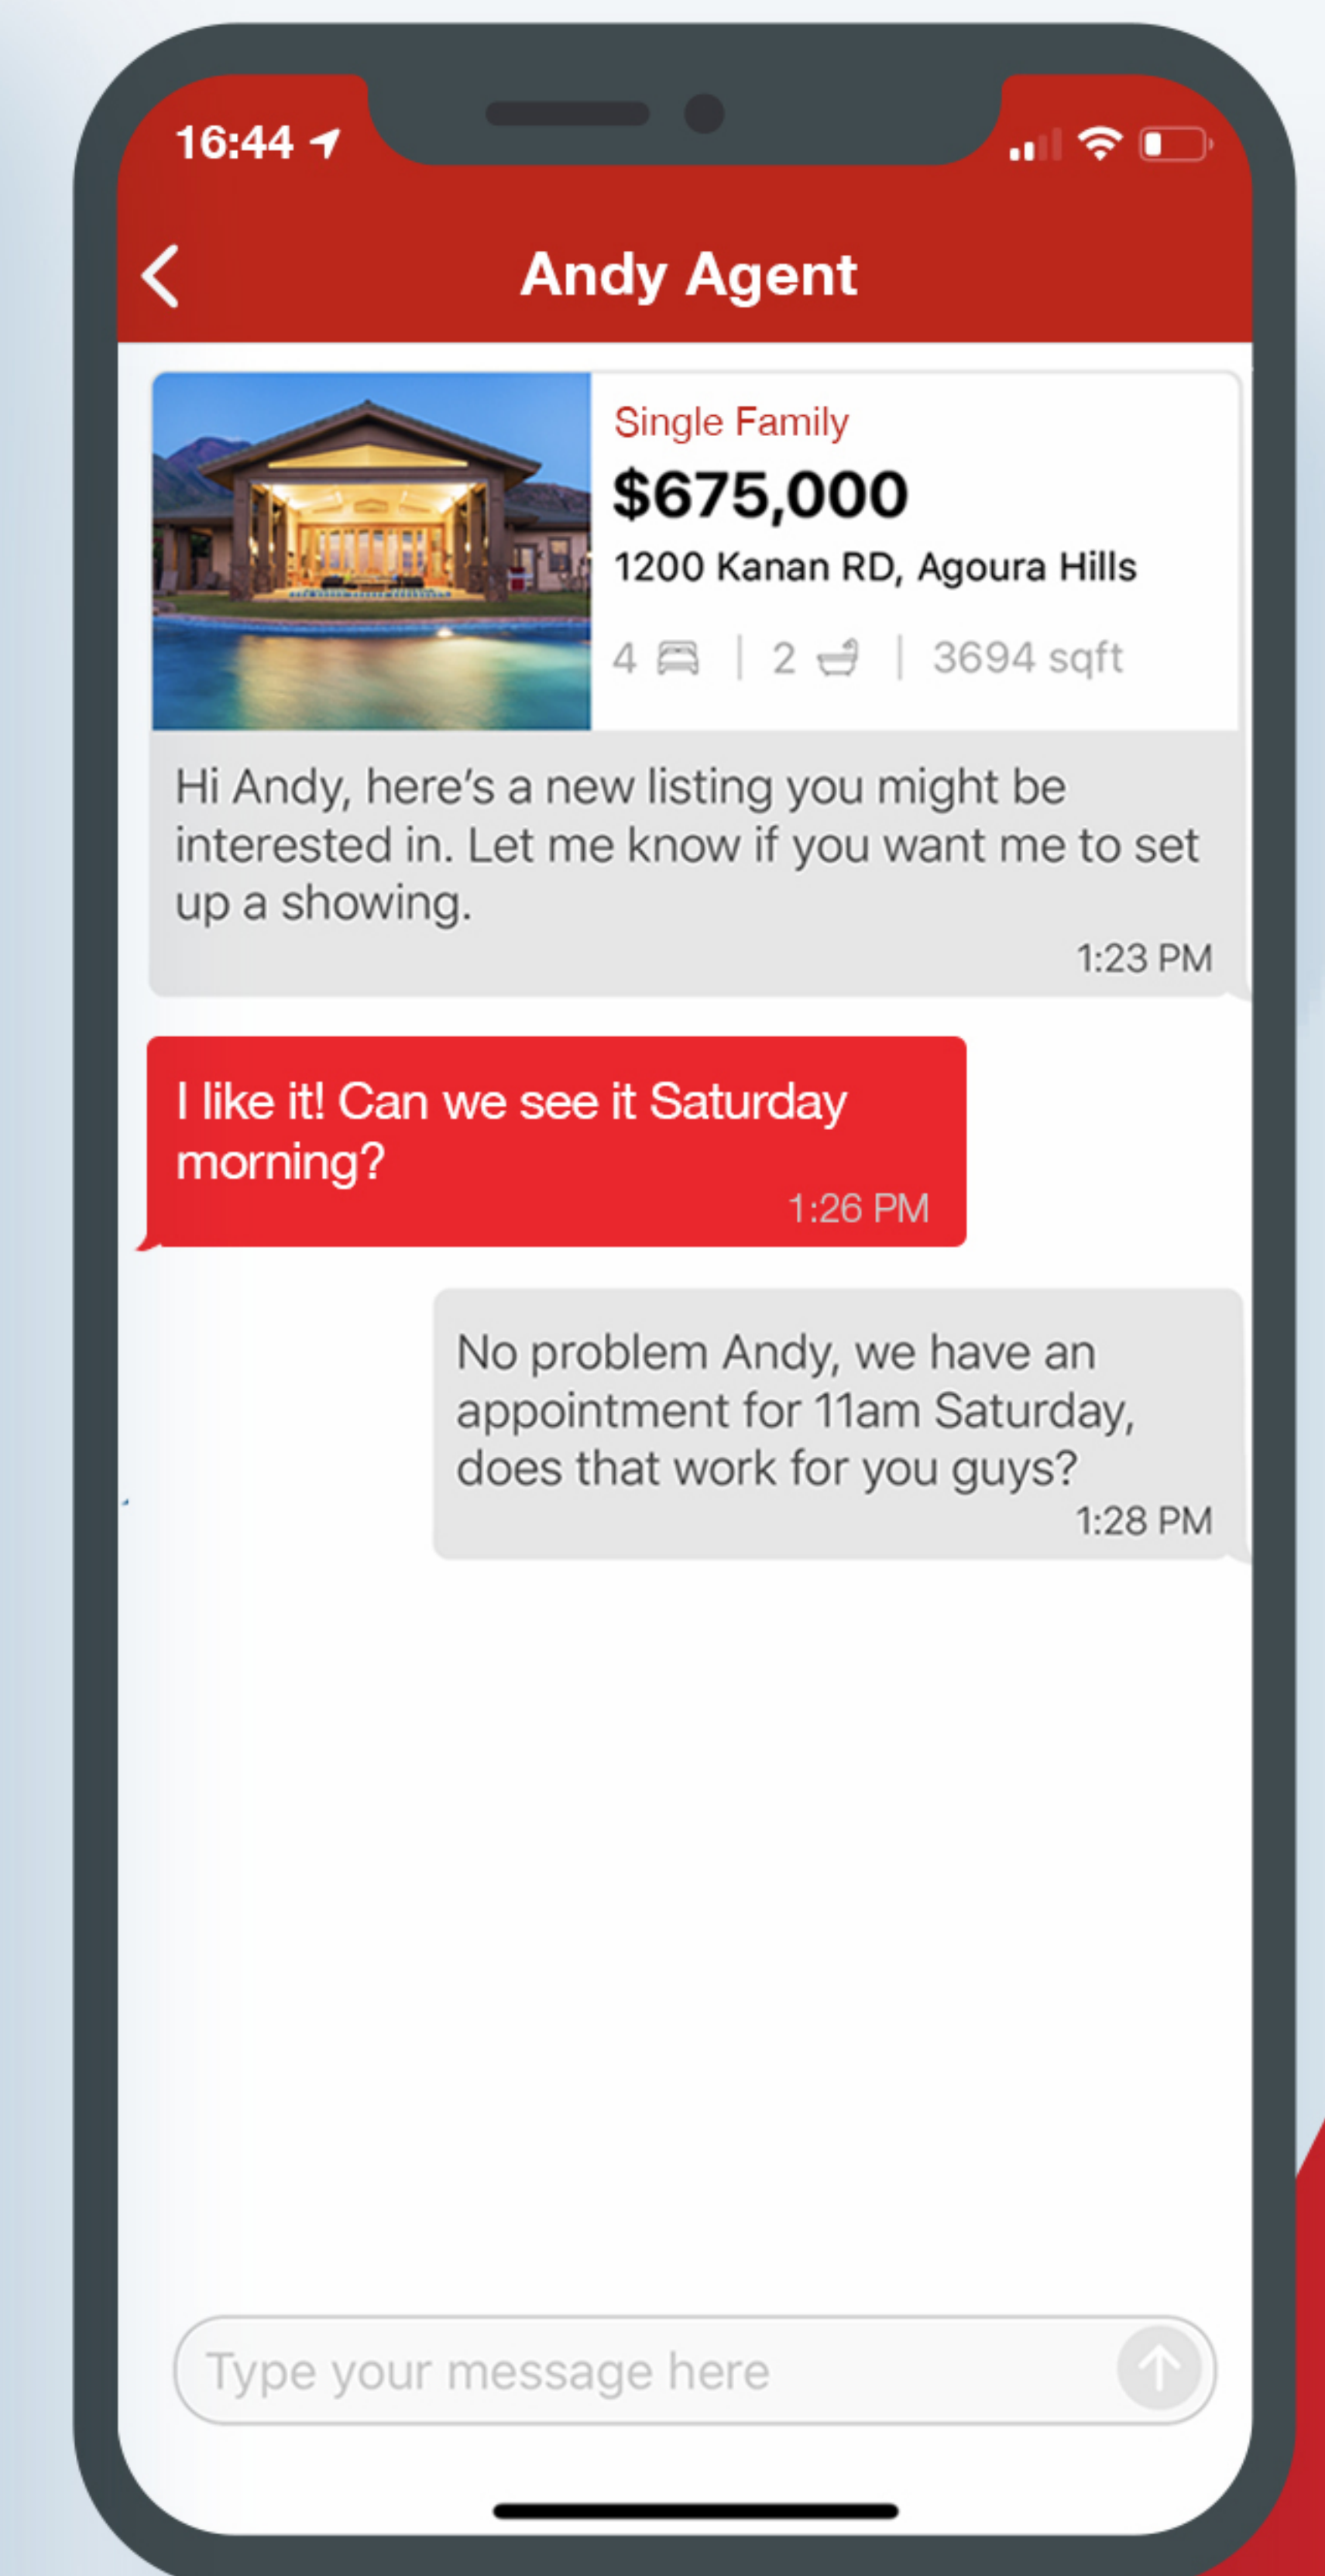 16:44
Andy Agent
Single Family
$675,000
1200 Kanan RD, Agoura Hills
4 | 2 | 3694 sqft
Hi Andy, here's a new listing you might be
interested in. Let me know if you want me to set
up a showing.
1:23 PM
I like it! Can we see it Saturday
morning?
1:26 PM
No problem Andy, we have an
appointment for 11am Saturday,
does that work for you guys?
1:28 PM
Type your message here